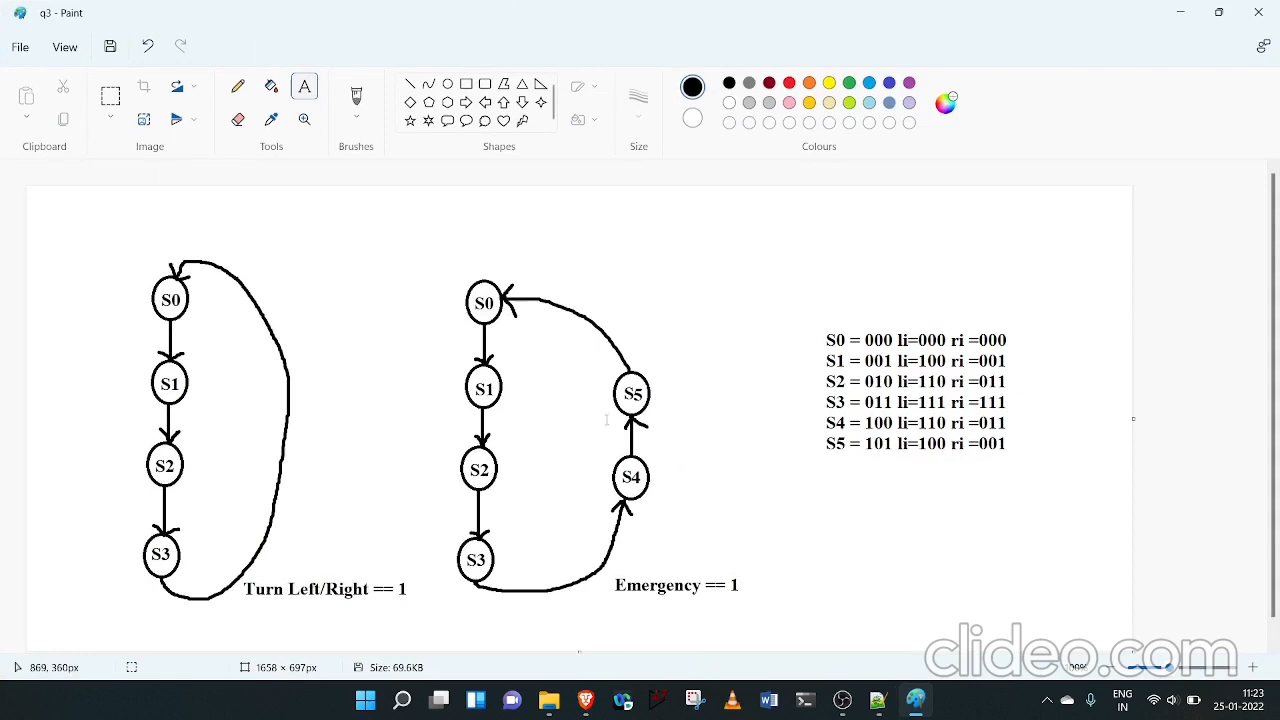 q3 - Paint
File View
Clipboard Image Tools Brushes Shapes Size Colours
S0
S1
S2
S3
Turn Left/Right == 1
S0
S1
S2
S3
S5
S4
Emergency == 1
S0 = 000 li=000 ri =000
S1 = 001 li=100 ri =001
S2 = 010 li=110 ri =011
S3 = 011 li=111 ri =111
S4 = 100 li=110 ri =011
S5 = 101 li=100 ri =001
clideo.com
869, 360px 1658 × 697px Size: 69.6KB
ENG
IN
11:23
25-01-2022